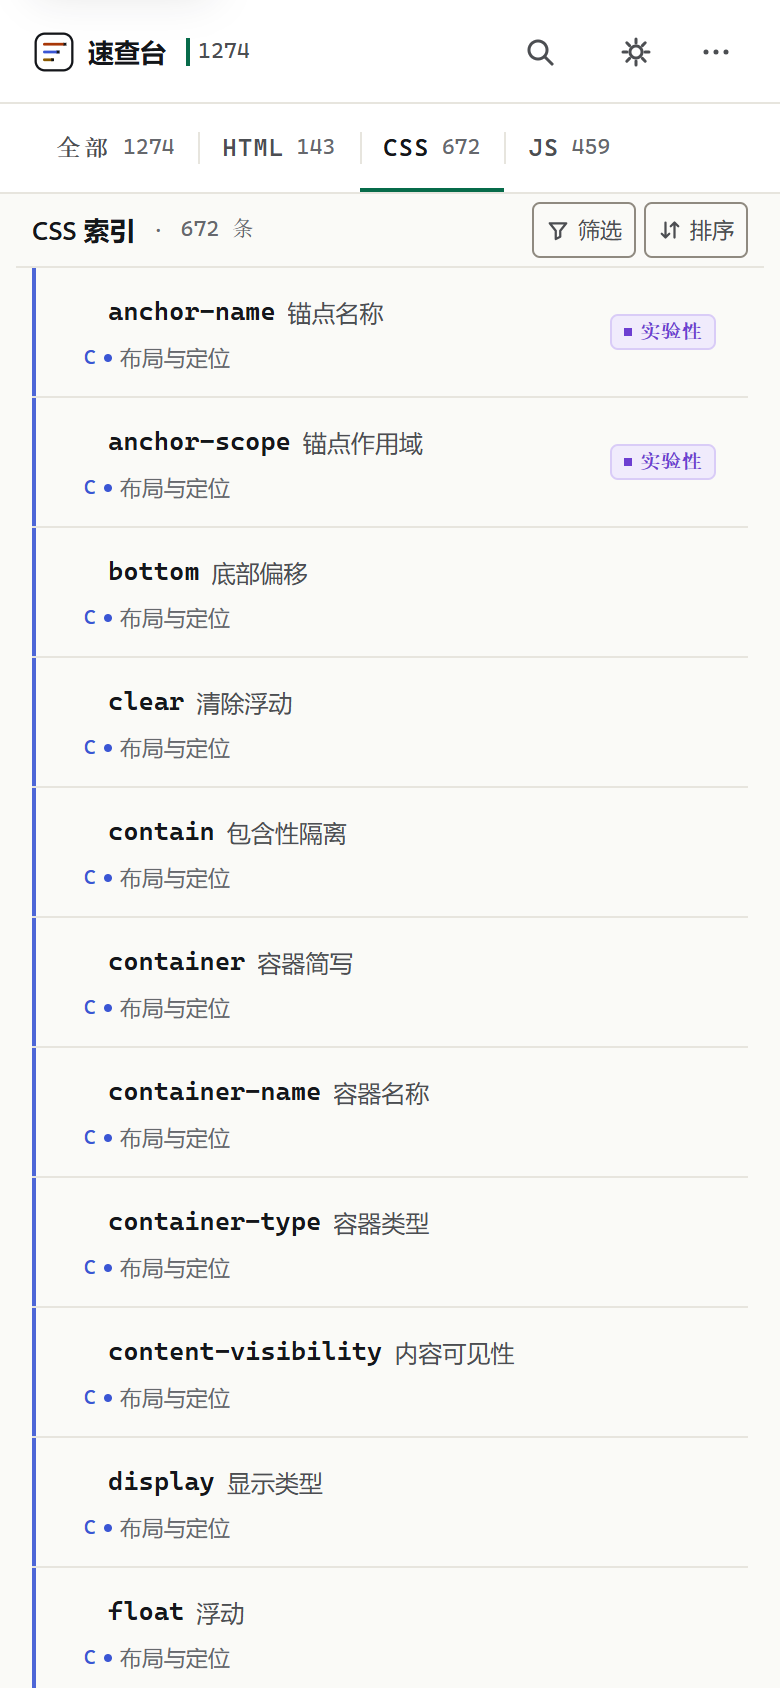 速查台 1274
全部 1274 HTML 143 CSS 672 JS 459
CSS 索引 · 672 条 筛选 排序
anchor-name 锚点名称
C • 布局与定位
实验性
anchor-scope 锚点作用域
C • 布局与定位
实验性
bottom 底部偏移
C • 布局与定位
clear 清除浮动
C • 布局与定位
contain 包含性隔离
C • 布局与定位
container 容器简写
C • 布局与定位
container-name 容器名称
C • 布局与定位
container-type 容器类型
C • 布局与定位
content-visibility 内容可见性
C • 布局与定位
display 显示类型
C • 布局与定位
float 浮动
C • 布局与定位